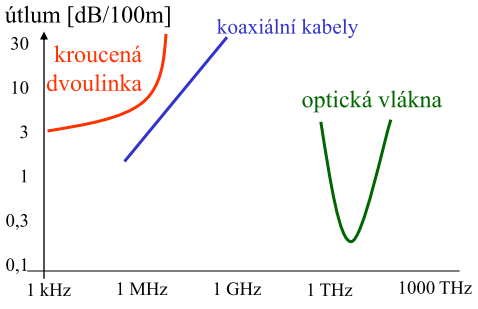 útlum [dB/100m]
koaxiální kabely
kroucená
dvoulinka
optická vlákna
30
10
3
1
0,3
0,1
1 kHz
1 MHz
1 GHz
1 THz
1000 THz